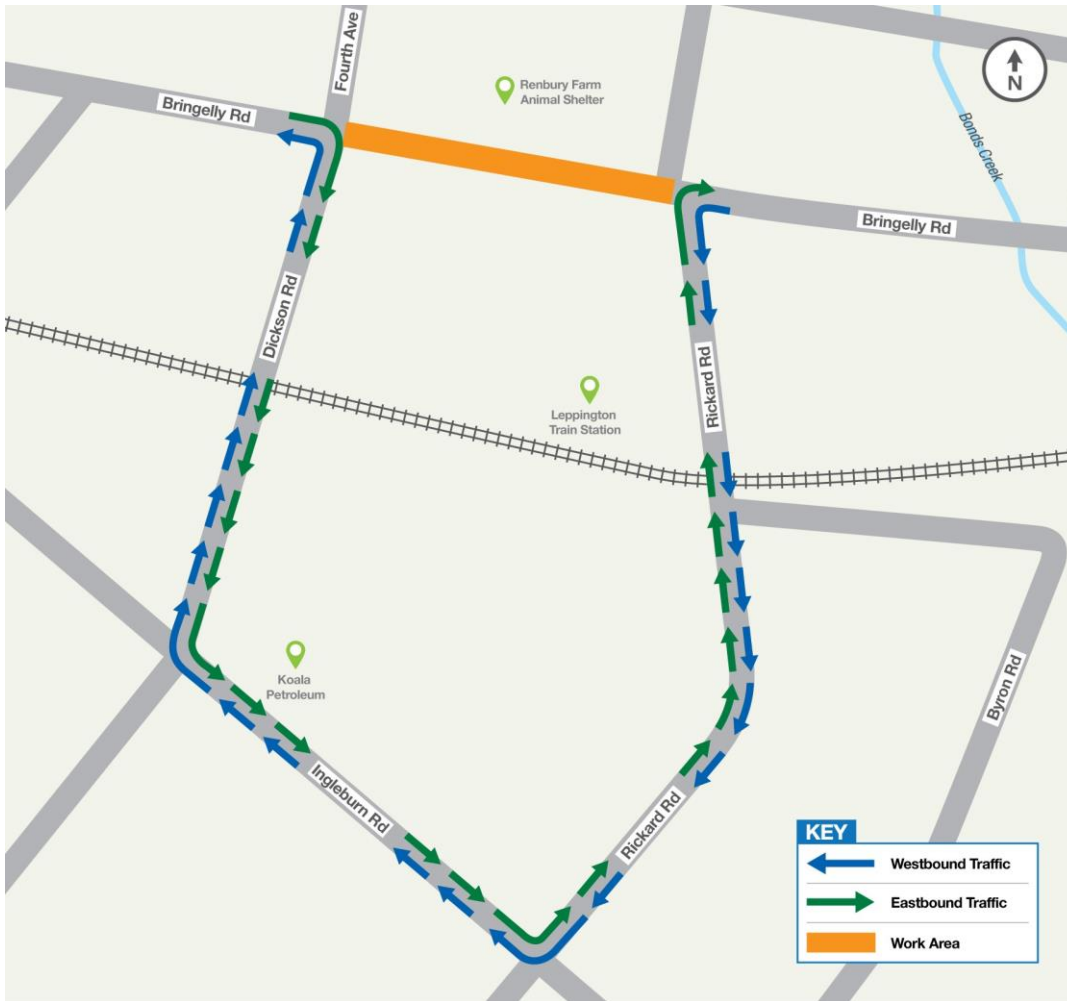 Fourth Ave
N
Renbury Farm
Animal Shelter
Bringelly Rd
Bonds Creek
Bringelly Rd
Dickson Rd
Rickard Rd
Leppington
Train Station
Koala
Petroleum
Byron Rd
Ingleburn Rd
Rickard Rd
KEY
Westbound Traffic
Eastbound Traffic
Work Area